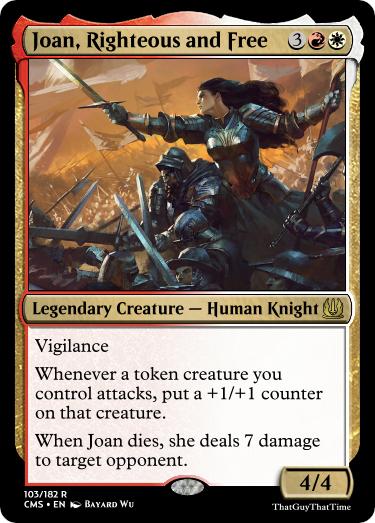 Joan, Righteous and Free 3
Legendary Creature — Human Knight
Vigilance
Whenever a token creature you
control attacks, put a +1/+1 counter
on that creature.
When Joan dies, she deals 7 damage
to target opponent.
4/4
103/182 R
CMS • EN Bayard Wu
ThatGuyThatTime